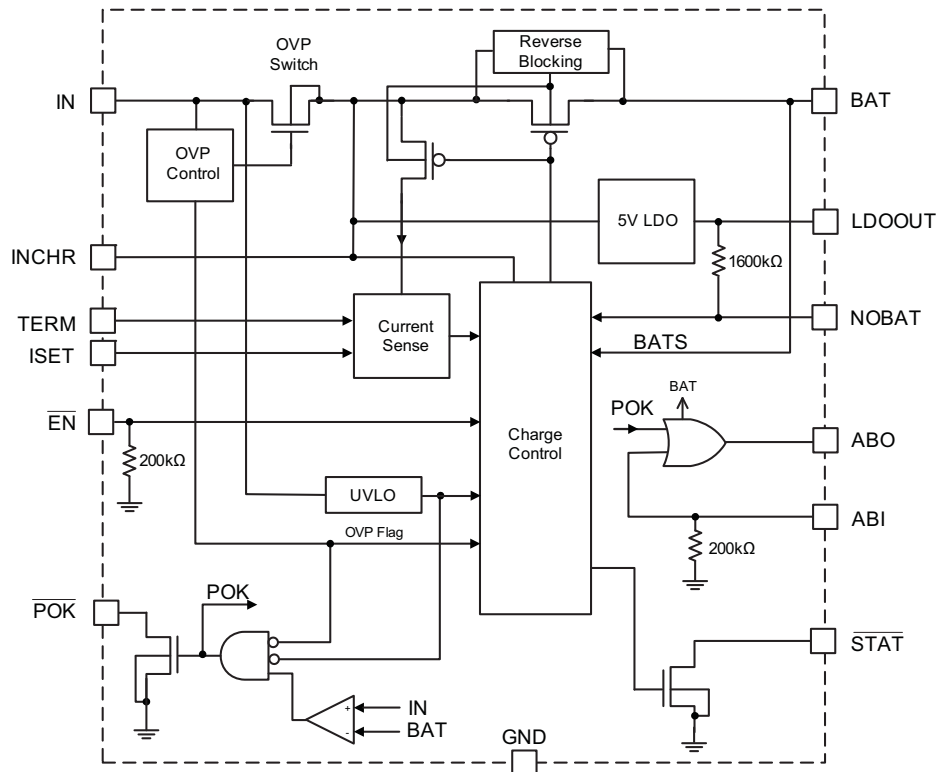 OVP
Switch
Reverse
Blocking
IN
BAT
OVP
Control
5V LDO
LDOOUT
1600kΩ
INCHR
TERM
ISET
Current
Sense
NOBAT
BATS
BAT
POK
EN
200kΩ
Charge
Control
ABO
UVLO
OVP Flag
ABI
200kΩ
POK
POK
STAT
+
-
IN
BAT
GND